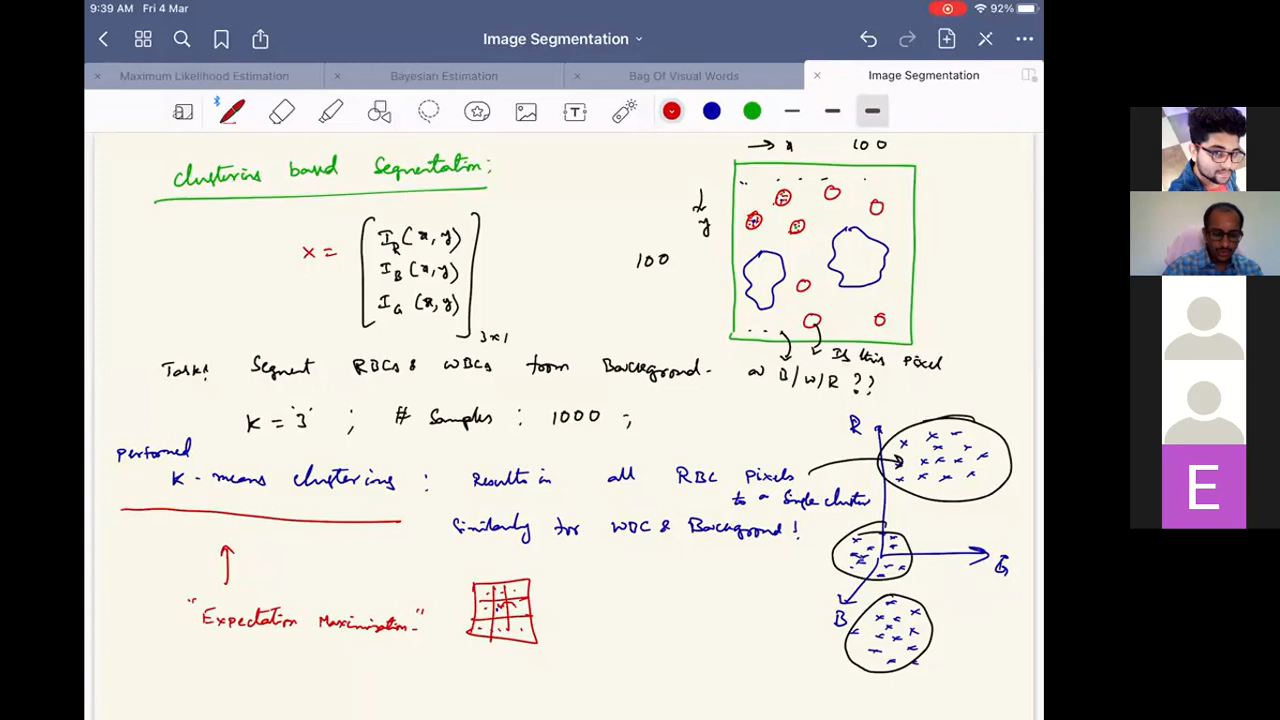 9:39 AM Fri 4 Mar
92%
Image Segmentation
Maximum Likelihood Estimation
Bayesian Estimation
Bag Of Visual Words
Image Segmentation
T
Clustering based Segmentation:
→ x 100
y
100
x =
I_R (x,y)
I_B (x,y)
I_G (x,y)
3x1
Is this pixel
B/W/R ??
Task: Segment RBCs & WBCs from Background.
K = '3' ; # Samples : 1000 ;
Performed
K-means clustering : Results in all RBC pixels
to a single cluster
Similarly for WBC & Background!
"Expectation Maximization"
R
G
B
E